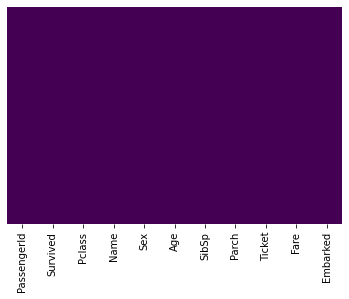 PassengerId
Survived
Pclass
Name
Sex
Age
SibSp
Parch
Ticket
Fare
Embarked